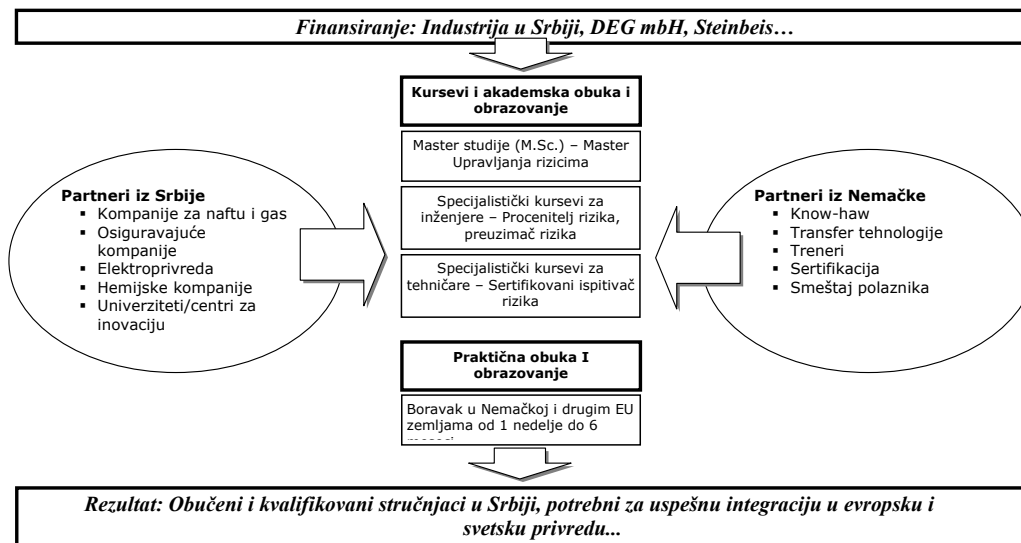 Finansiranje: Industrija u Srbiji, DEG mbH, Steinbeis…
Kursevi i akademska obuka i
obrazovanje
Master studije (M.Sc.) – Master
Upravljanja rizicima
Specijalistički kursevi za
inženjere – Procenitelj rizika,
preuzimač rizika
Specijalistički kursevi za
tehničare – Sertifikovani ispitivač
rizika
Partneri iz Srbije
Kompanije za naftu i gas
Osiguravajuće
kompanije
Elektroprivreda
Hemijske kompanije
Univerziteti/centri za
inovaciju
Partneri iz Nemačke
Know-haw
Transfer tehnologije
Treneri
Sertifikacija
Smeštaj polaznika
Praktična obuka I
obrazovanje
Boravak u Nemačkoj i drugim EU
zemljama od 1 nedelje do 6
Rezultat: Obučeni i kvalifikovani stručnjaci u Srbiji, potrebni za uspešnu integraciju u evropsku i
svetsku privredu...